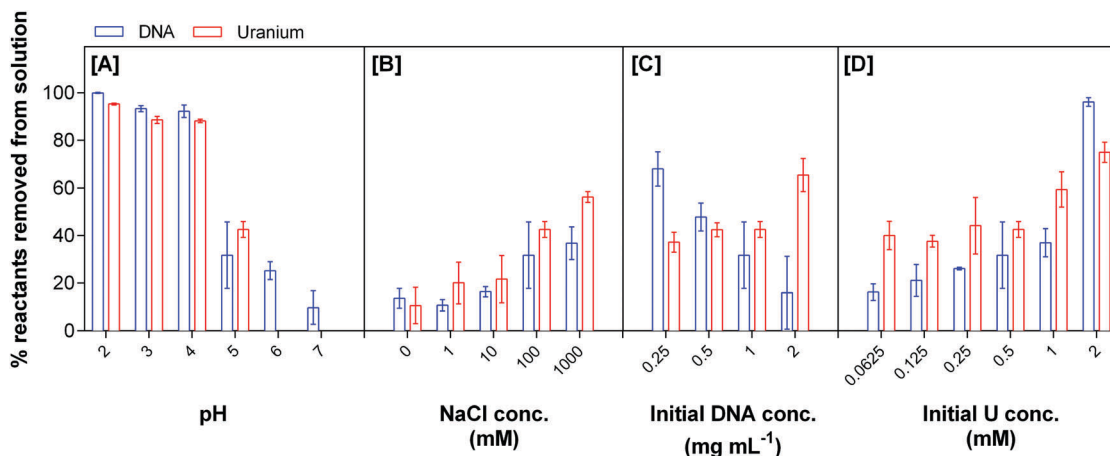 DNA Uranium
% reactants removed from solution
[A] [B] [C] [D]
100
80
60
40
20
0
2 3 4 5 6 7 0 1 10 100 1000 0.25 0.5 1 2 0.0625 0.125 0.25 0.5 1 2
pH NaCl conc. Initial DNA conc. Initial U conc.
(mM) (mg mL⁻¹) (mM)